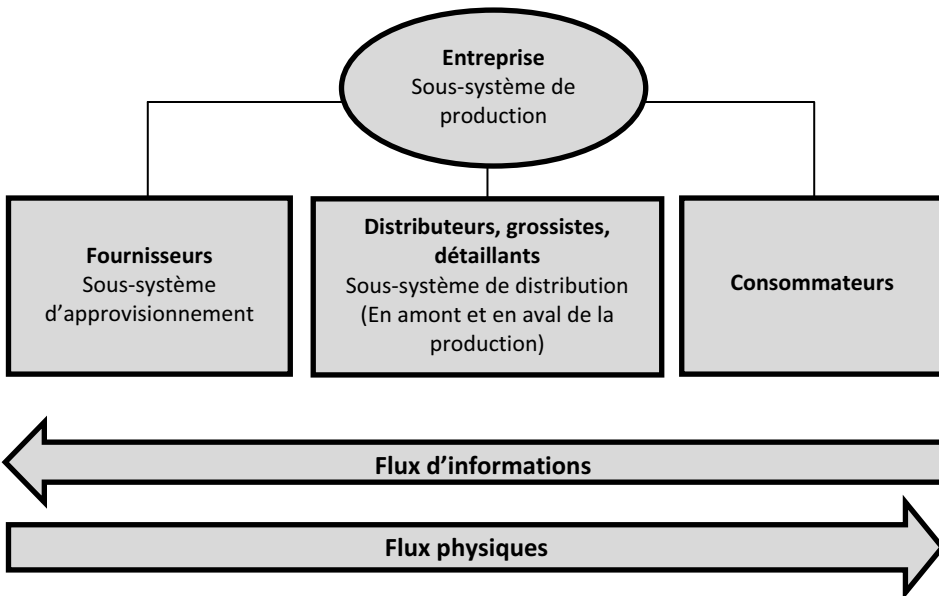 Entreprise
Sous-système de
production
Fournisseurs
Sous-système
d’approvisionnement
Distributeurs, grossistes,
détaillants
Sous-système de distribution
(En amont et en aval de la
production)
Consommateurs
Flux d’informations
Flux physiques